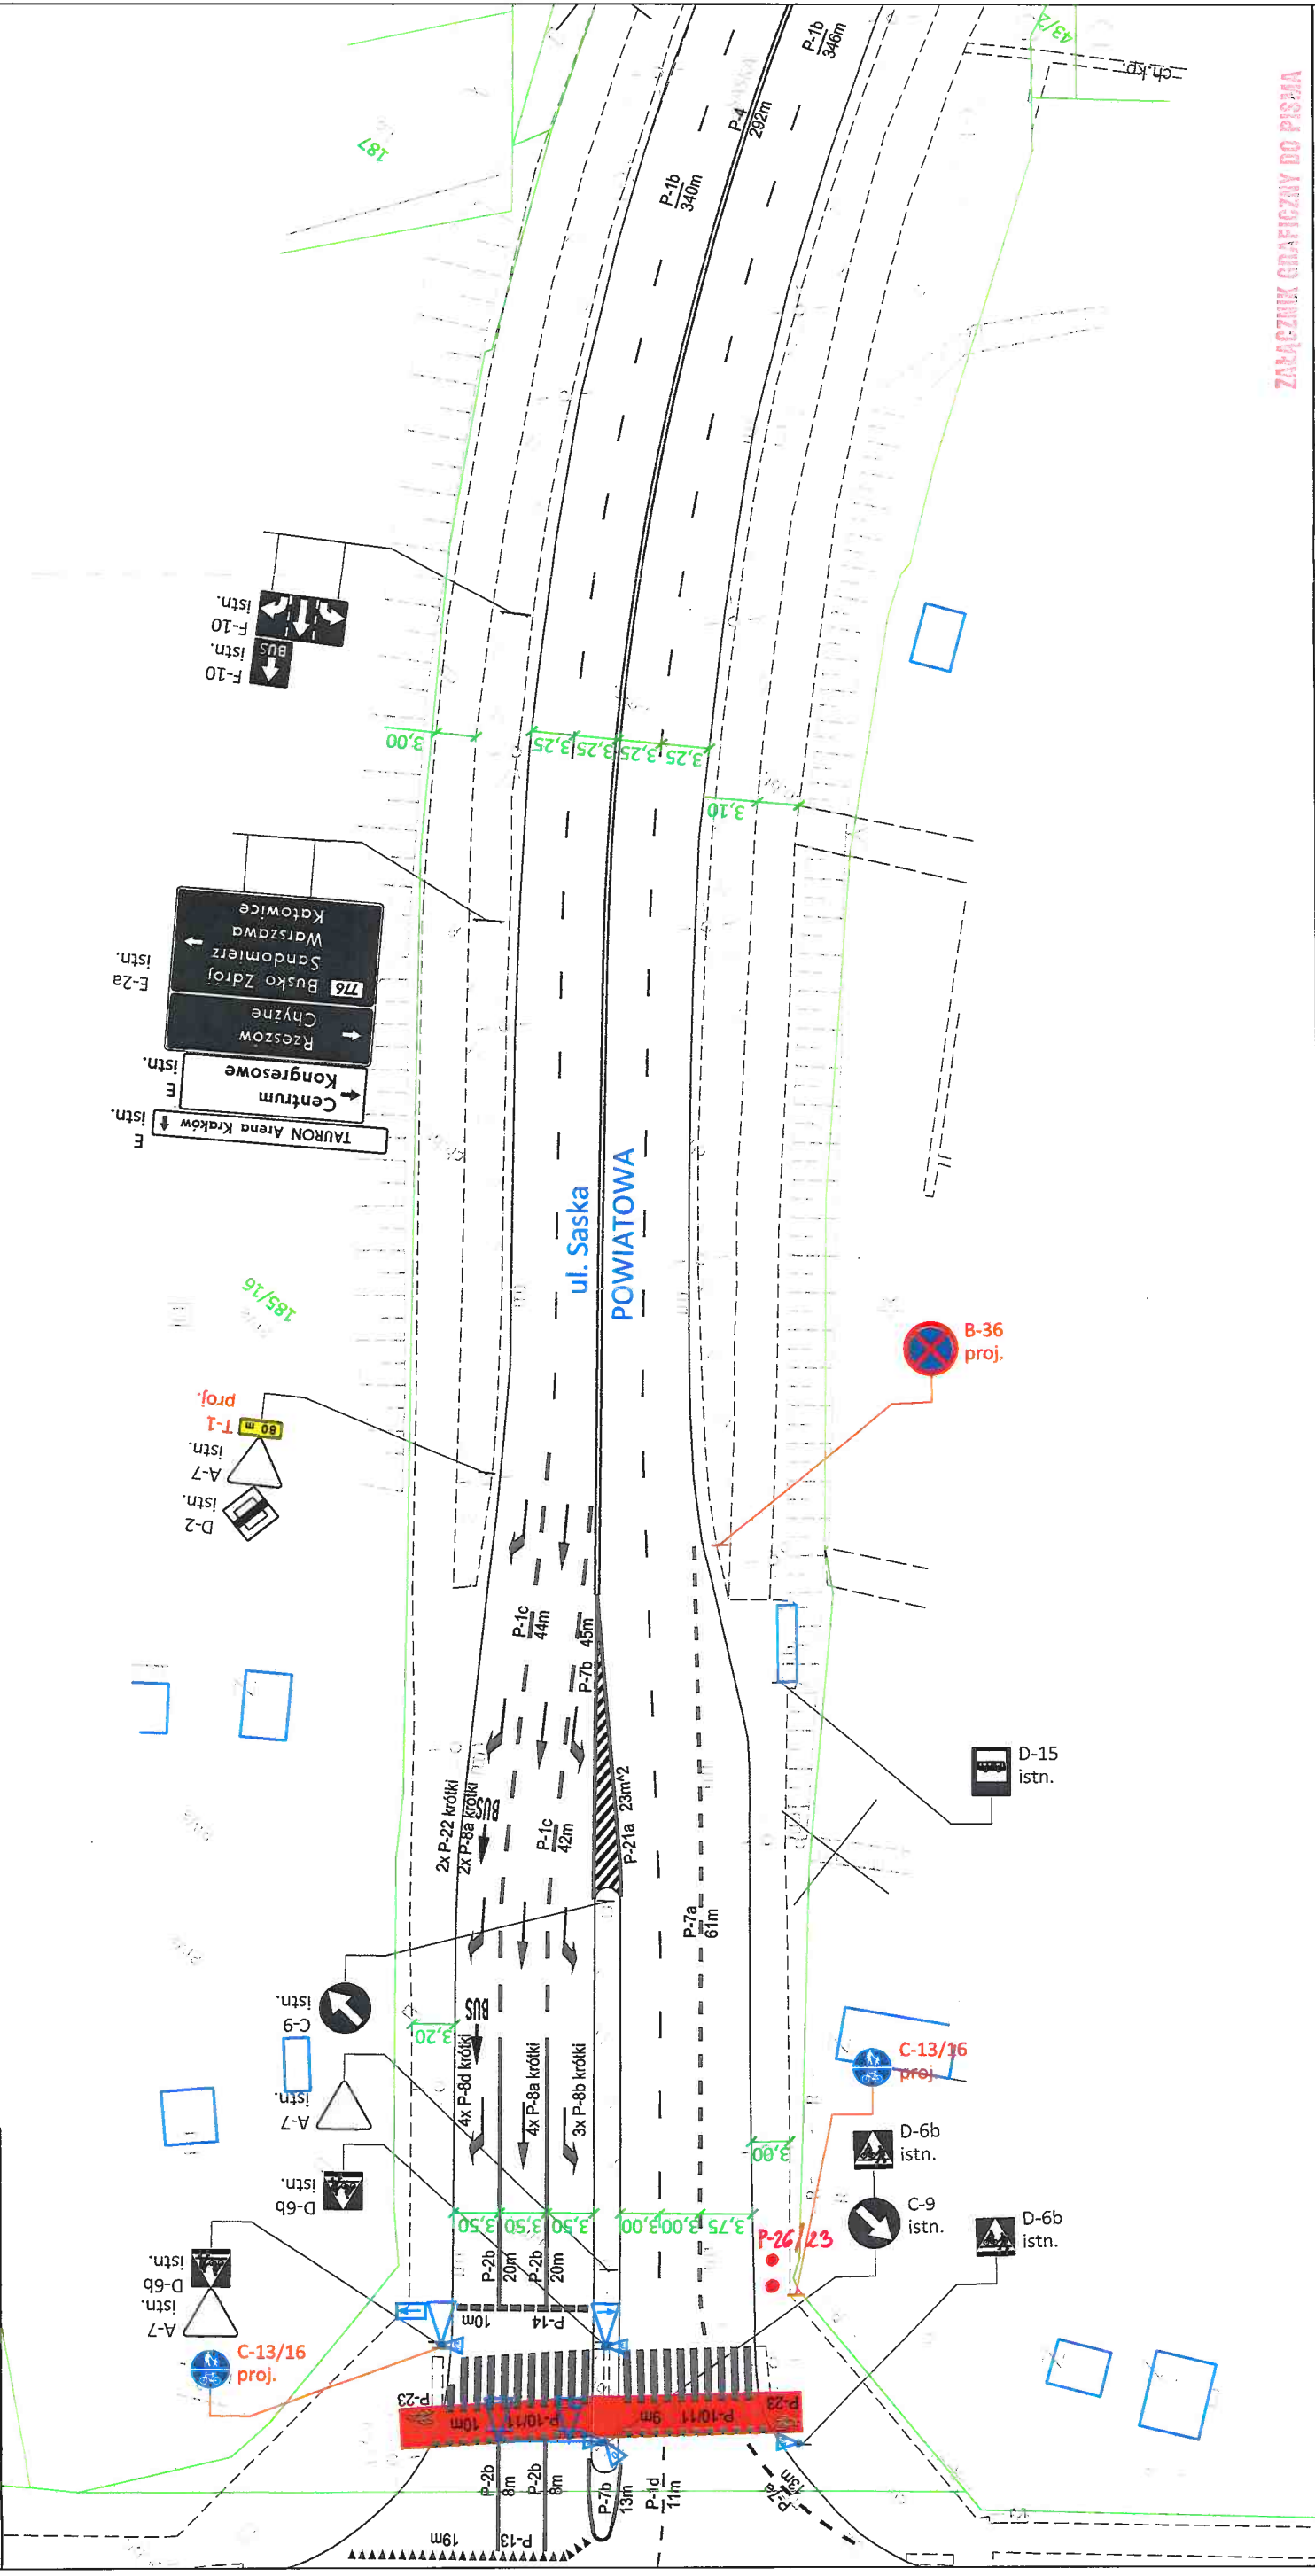 P-1b
346m
43/2
ch.kp.
ZAŁĄCZNIK GRAFICZNY DO PISMA
P-4
292m
187
P-1b
340m
F-10
istn.
BUS
F-10
istn.
3,00
3,25
3,25
3,25
3,25
3,10
Katowice
Warszawa
Sandomierz
776 Busko Zdrój
E-2a
istn.
Chyżne
Rzeszów
Kongresowe
Centrum
E
istn.
TAURON Arena Kraków
E
istn.
ul. Saska
POWIATOWA
185/16
B-36
proj.
80 m
T-1
proj.
A-7
istn.
D-2
istn.
P-1c
44m
P-7b
45m
D-15
istn.
2x P-22 krótki
2x P-8a krótki
BUS
P-1c
42m
P-21a
23m^2
P-7a
61m
C-9
istn.
BUS
3,20
4x P-8d krótki
4x P-8a krótki
3x P-8b krótki
A-7
istn.
C-13/16
proj.
D-6b
istn.
3,00
D-6b
istn.
C-9
istn.
D-6b
istn.
3,50
3,50
3,50
3,00
3,00
3,75
P-26/23
P-2b
20m
P-2b
20m
D-6b
istn.
A-7
istn.
P-14
10m
C-13/16
proj.
P-23
10m
P-10/11
P-10/11
9m
P-23
P-2b
8m
P-2b
8m
P-7b
13m
P-1d
11m
P-7a
13m
P-13
19m